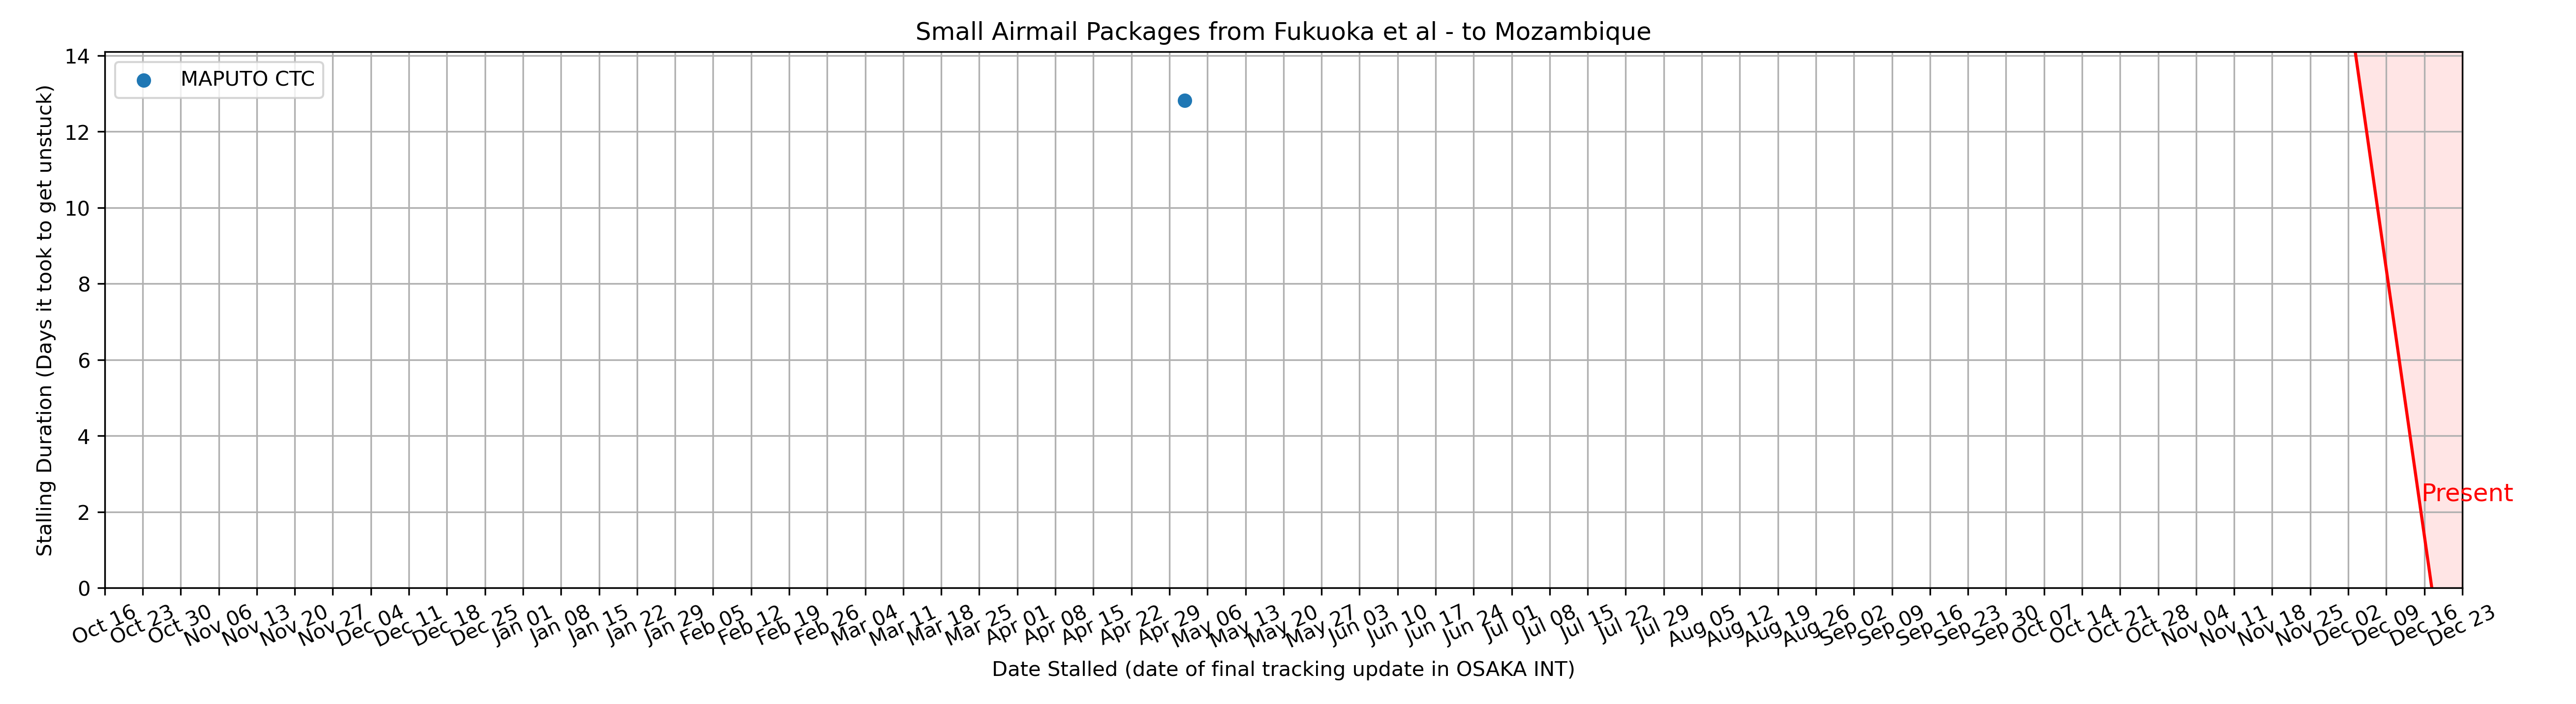 Small Airmail Packages from Fukuoka et al - to Mozambique
MAPUTO CTC
Stalling Duration (Days it took to get unstuck)
14
12
10
8
6
4
2
0
Present
Oct 16
Oct 23
Oct 30
Nov 06
Nov 13
Nov 20
Nov 27
Dec 04
Dec 11
Dec 18
Dec 25
Jan 01
Jan 08
Jan 15
Jan 22
Jan 29
Feb 05
Feb 12
Feb 19
Feb 26
Mar 04
Mar 11
Mar 18
Mar 25
Apr 01
Apr 08
Apr 15
Apr 22
Apr 29
May 06
May 13
May 20
May 27
Jun 03
Jun 10
Jun 17
Jun 24
Jul 01
Jul 08
Jul 15
Jul 22
Jul 29
Aug 05
Aug 12
Aug 19
Aug 26
Sep 02
Sep 09
Sep 16
Sep 23
Sep 30
Oct 07
Oct 14
Oct 21
Oct 28
Nov 04
Nov 11
Nov 18
Nov 25
Dec 02
Dec 09
Dec 16
Dec 23
Date Stalled (date of final tracking update in OSAKA INT)